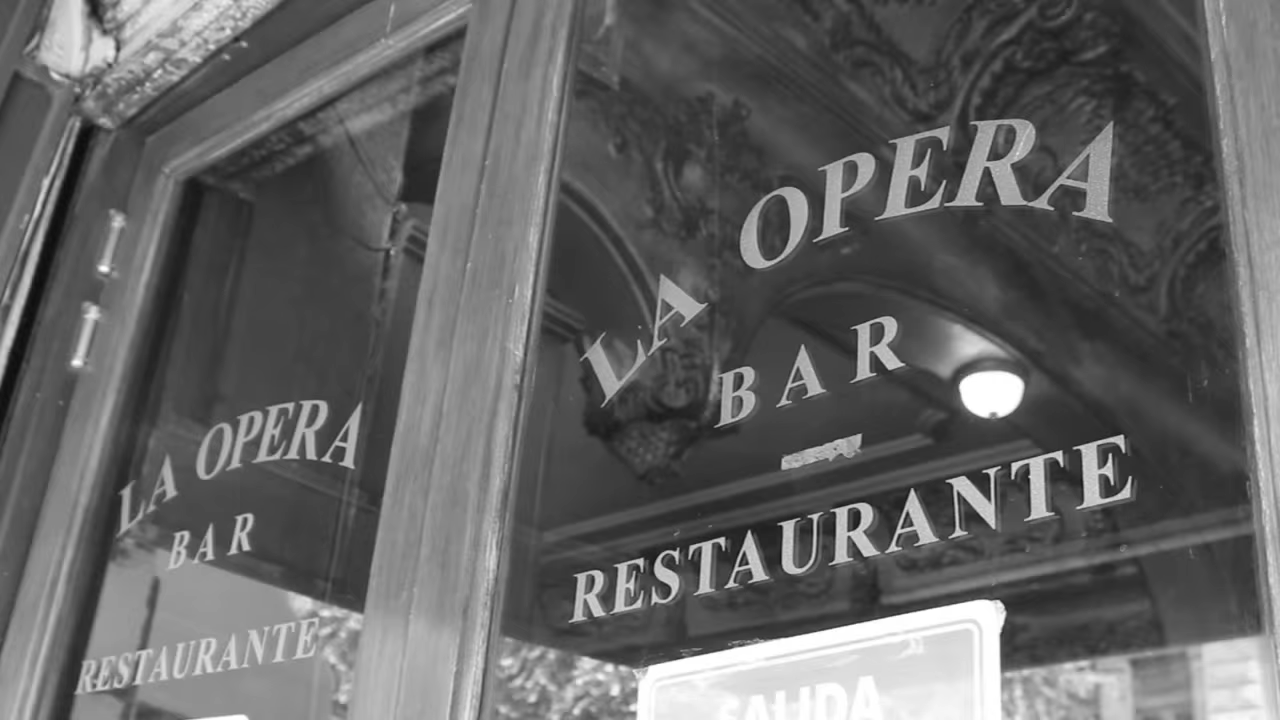 LA OPERA
BAR
RESTAURANTE
LA OPERA
BAR
RESTAURANTE
SALIDA